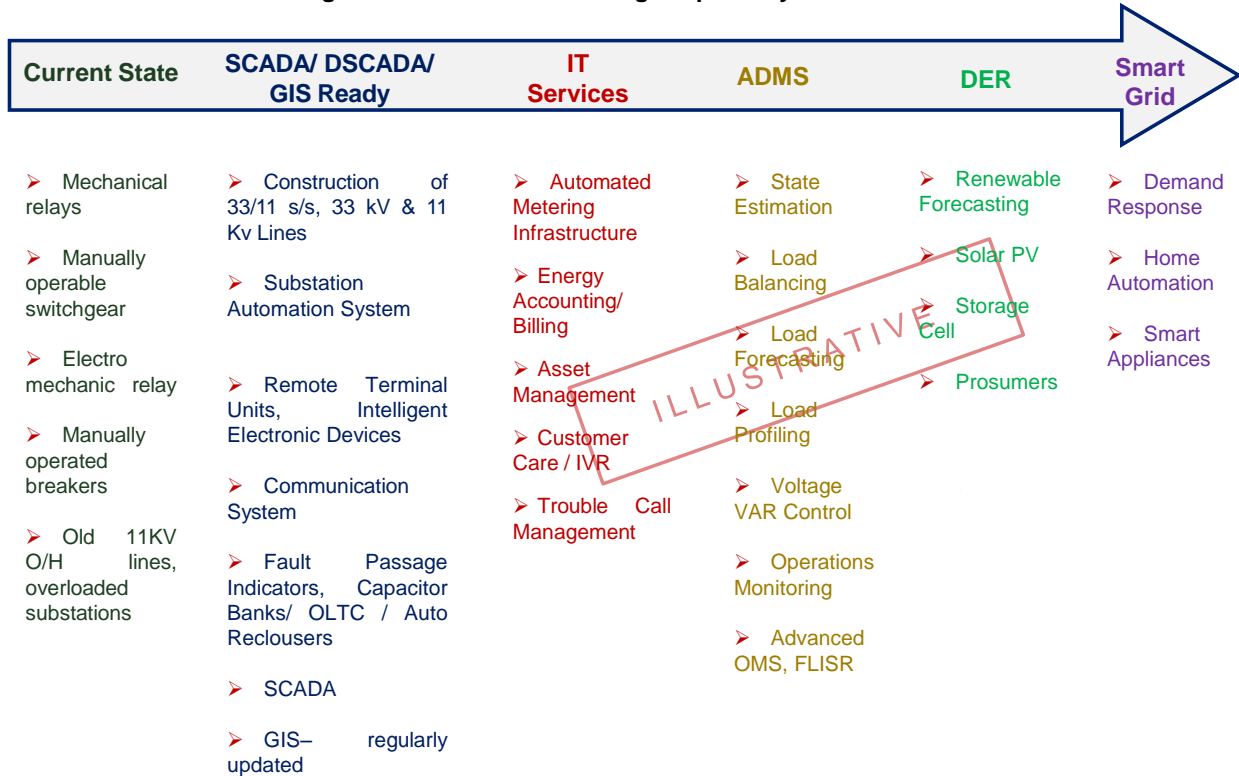 Current State
SCADA/ DSCADA/
GIS Ready
IT
Services
ADMS
DER
Smart
Grid
➢ Mechanical
relays
➢ Manually
operable
switchgear
➢ Electro
mechanic relay
➢ Manually
operated
breakers
➢ Old 11KV
O/H lines,
overloaded
substations
➢ Construction of
33/11 s/s, 33 kV & 11
Kv Lines
➢ Substation
Automation System
➢ Remote Terminal
Units, Intelligent
Electronic Devices
➢ Communication
System
➢ Fault Passage
Indicators, Capacitor
Banks/ OLTC / Auto
Reclousers
➢ SCADA
➢ GIS– regularly
updated
➢ Automated
Metering
Infrastructure
➢ Energy
Accounting/
Billing
➢ Asset
Management
➢ Customer
Care / IVR
➢ Trouble Call
Management
➢ State
Estimation
➢ Load
Balancing
➢ Load
Forecasting
➢ Load
Profiling
➢ Voltage
VAR Control
➢ Operations
Monitoring
➢ Advanced
OMS, FLISR
➢ Renewable
Forecasting
➢ Solar PV
➢ Storage
Cell
➢ Prosumers
➢ Demand
Response
➢ Home
Automation
➢ Smart
Appliances
ILLUSTRATIVE